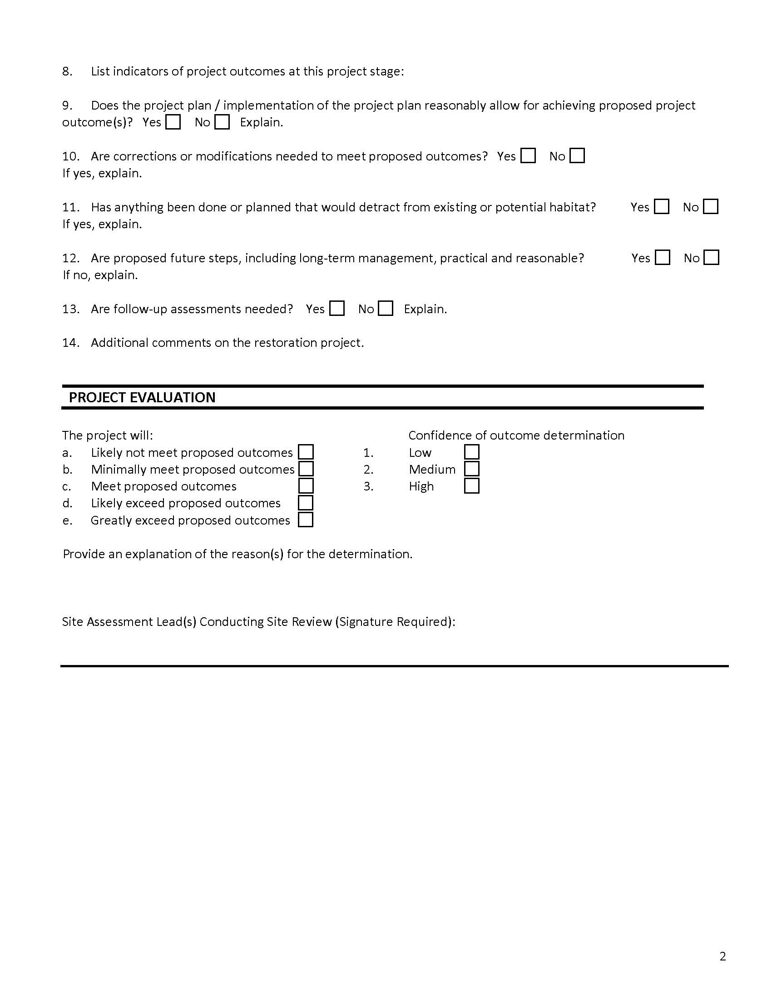 8. List indicators of project outcomes at this project stage:
9. Does the project plan / implementation of the project plan reasonably allow for achieving proposed project
outcome(s)? Yes No Explain.
10. Are corrections or modifications needed to meet proposed outcomes? Yes No
If yes, explain.
11. Has anything been done or planned that would detract from existing or potential habitat? Yes No
If yes, explain.
12. Are proposed future steps, including long-term management, practical and reasonable? Yes No
If no, explain.
13. Are follow-up assessments needed? Yes No Explain.
14. Additional comments on the restoration project.
PROJECT EVALUATION
The project will: Confidence of outcome determination
a. Likely not meet proposed outcomes 1. Low
b. Minimally meet proposed outcomes 2. Medium
c. Meet proposed outcomes 3. High
d. Likely exceed proposed outcomes
e. Greatly exceed proposed outcomes
Provide an explanation of the reason(s) for the determination.
Site Assessment Lead(s) Conducting Site Review (Signature Required):
2